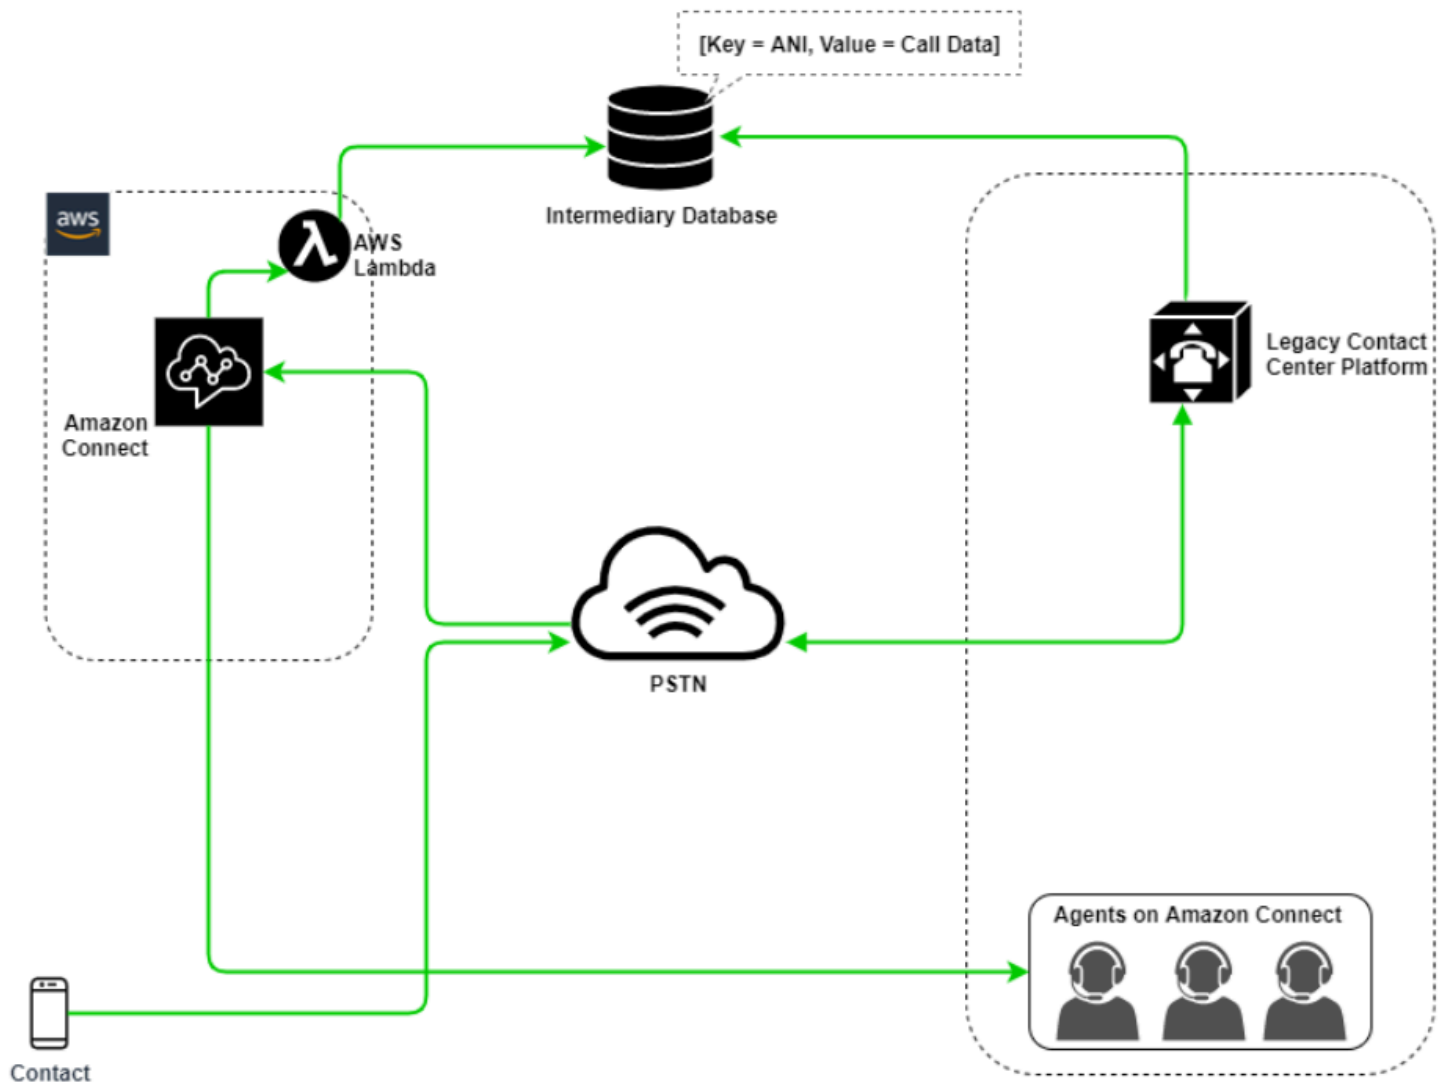 [Key = ANI, Value = Call Data]
Intermediary Database
aws
AWS
Lambda
Legacy Contact
Center Platform
Amazon
Connect
PSTN
Agents on Amazon Connect
Contact